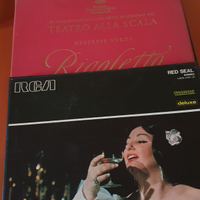 TEATRO ALLA SCALA
GIUSEPPE VERDI
Rigoletto
RCA
RED SEAL
deluxe